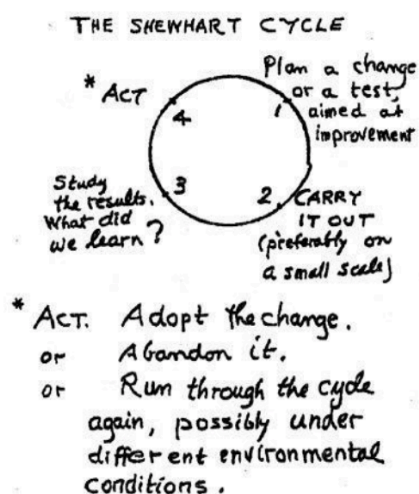 THE SHEWHART CYCLE
* ACT
4
Plan a change
or a test,
aimed at
improvement
1
Study
the results.
What did
we learn?
3
2. CARRY
IT OUT
(preferably on
a small scale)
* ACT. Adopt the change.
or Abandon it.
or Run through the cycle
again, possibly under
different environmental
conditions.